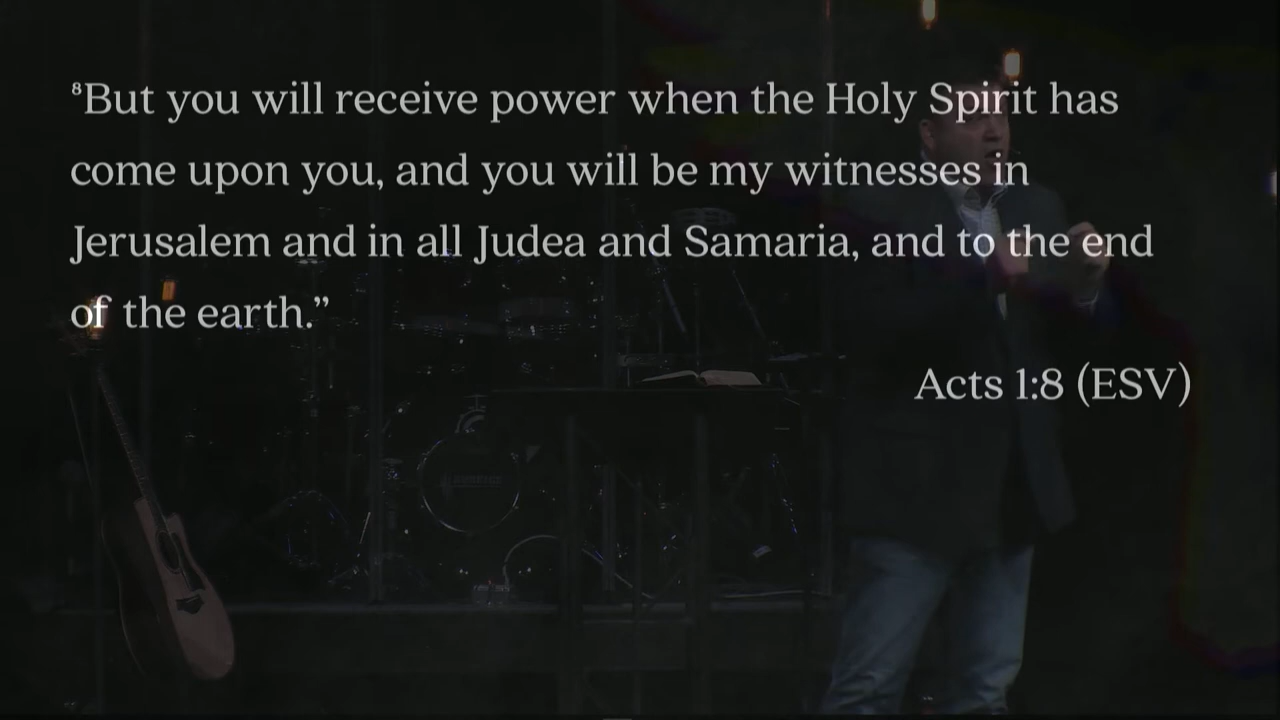 ⁸But you will receive power when the Holy Spirit has
come upon you, and you will be my witnesses in
Jerusalem and in all Judea and Samaria, and to the end
of the earth.”
Acts 1:8 (ESV)